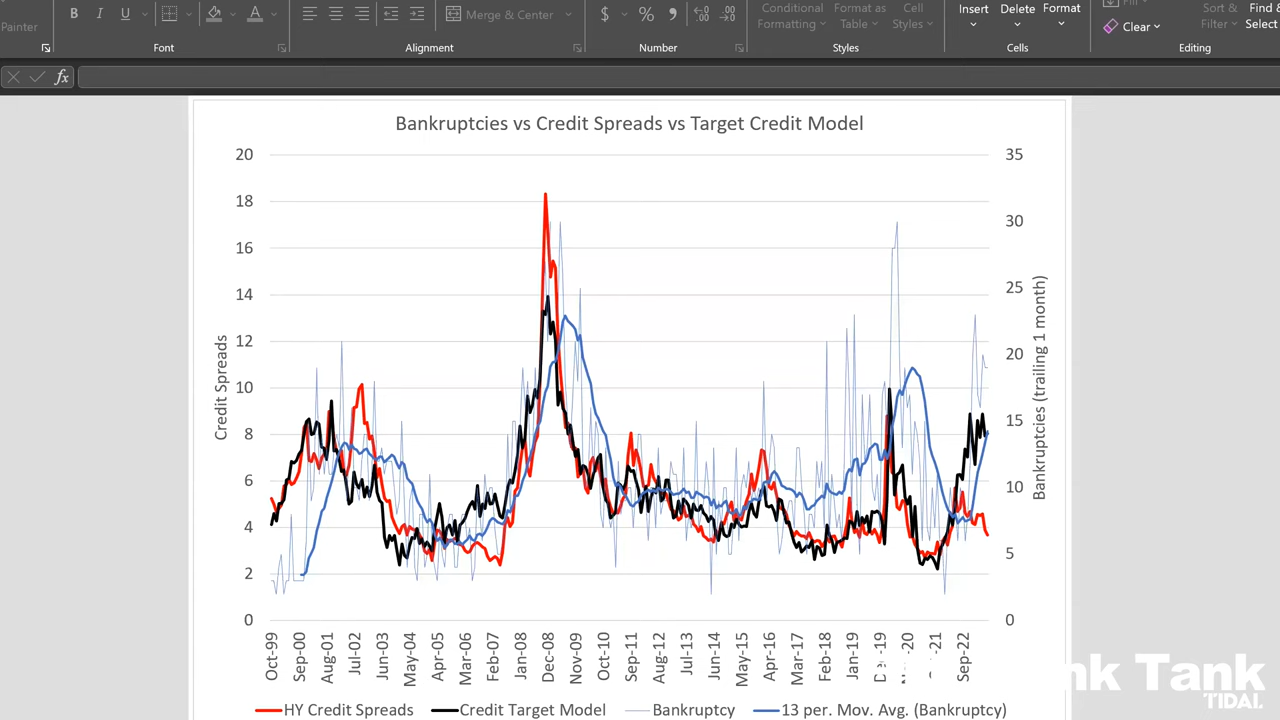 Painter
B I U
Merge & Center
$ % 9
Conditional
Formatting
Format as
Table
Cell
Styles
Insert
Delete
Format
Fill
Clear
Sort &
Filter
Find &
Select
Font
Alignment
Number
Styles
Cells
Editing
fx
Bankruptcies vs Credit Spreads vs Target Credit Model
20
18
16
14
12
10
8
6
4
2
0
Credit Spreads
35
30
25
20
15
10
5
0
Bankruptcies (trailing 1 month)
Oct-99
Sep-00
Aug-01
Jul-02
Jun-03
May-04
Apr-05
Mar-06
Feb-07
Jan-08
Dec-08
Nov-09
Oct-10
Sep-11
Aug-12
Jul-13
Jun-14
May-15
Apr-16
Mar-17
Feb-18
Jan-19
Dec-19
Sep-22
HY Credit Spreads
Credit Target Model
Bankruptcy
13 per. Mov. Avg. (Bankruptcy)
Tank
TIDAL